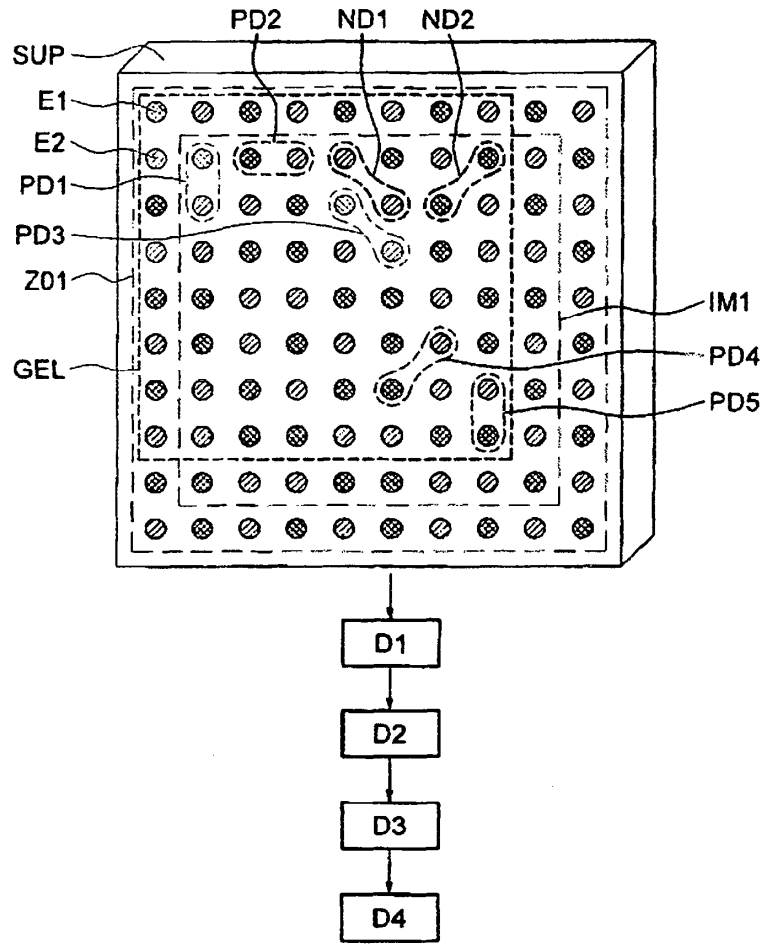 PD2 ND1 ND2
SUP
E1
E2
PD1
PD3
Z01
GEL
IM1
PD4
PD5
D1
D2
D3
D4